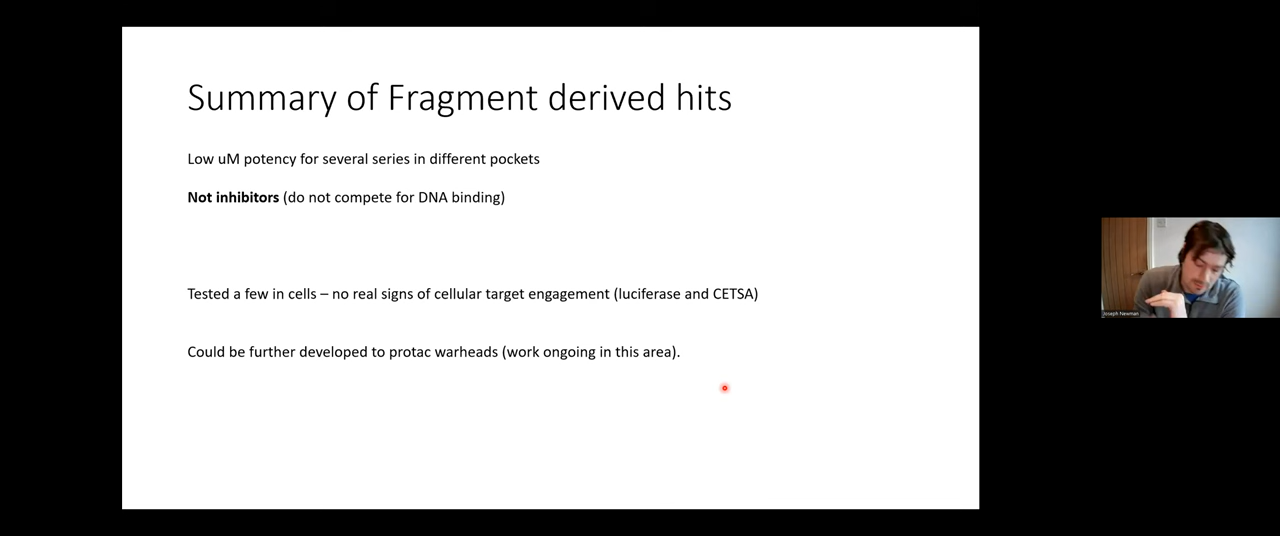 Summary of Fragment derived hits
Low uM potency for several series in different pockets
Not inhibitors (do not compete for DNA binding)
Tested a few in cells – no real signs of cellular target engagement (luciferase and CETSA)
Could be further developed to protac warheads (work ongoing in this area).
Joseph Newman